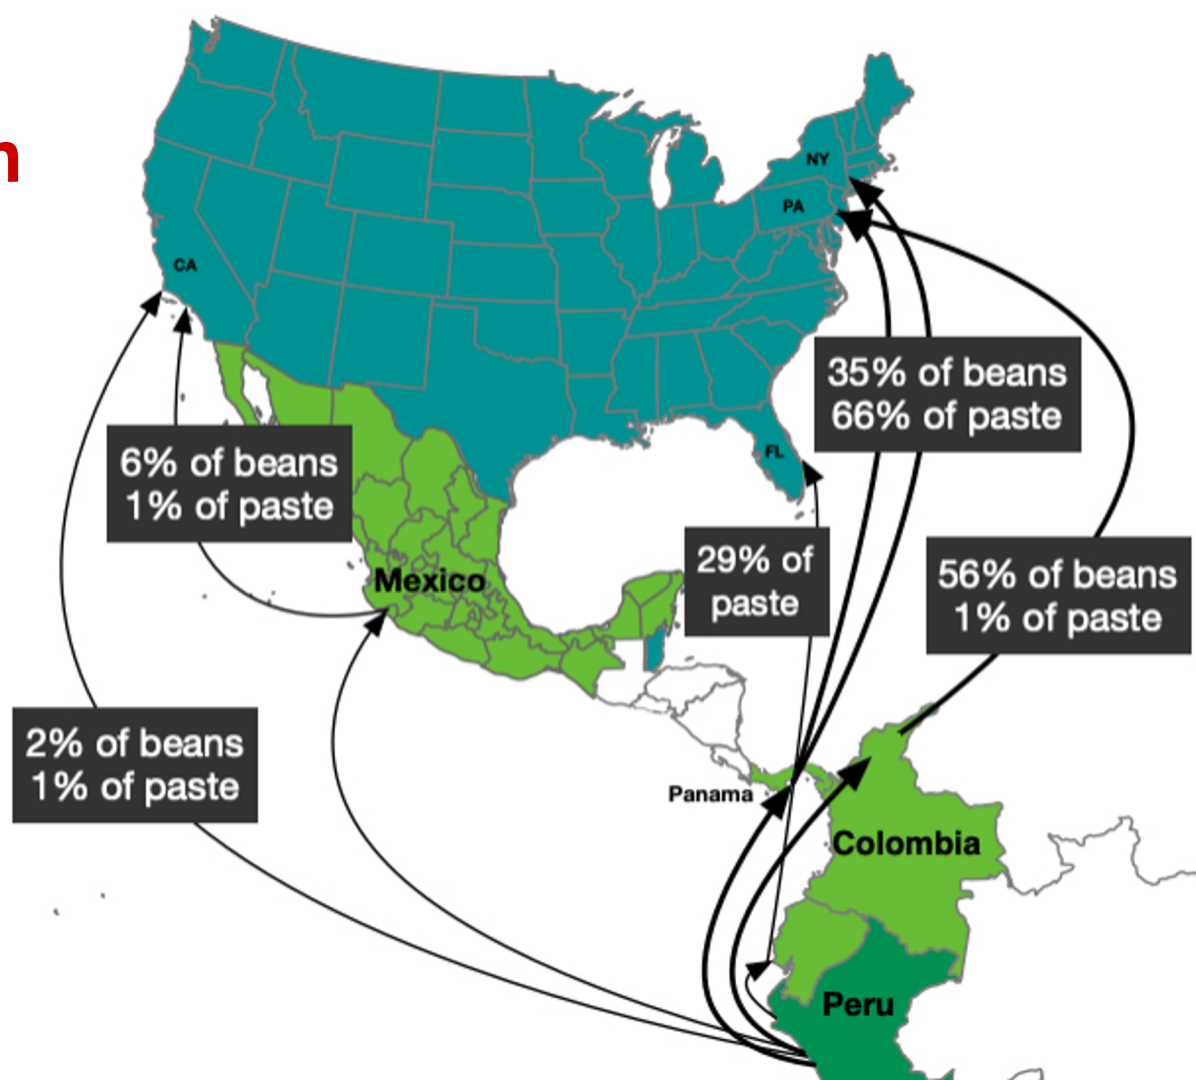 n
NY
PA
CA
35% of beans
66% of paste
FL
6% of beans
1% of paste
29% of
paste
56% of beans
1% of paste
Mexico
2% of beans
1% of paste
Panama
Colombia
Peru